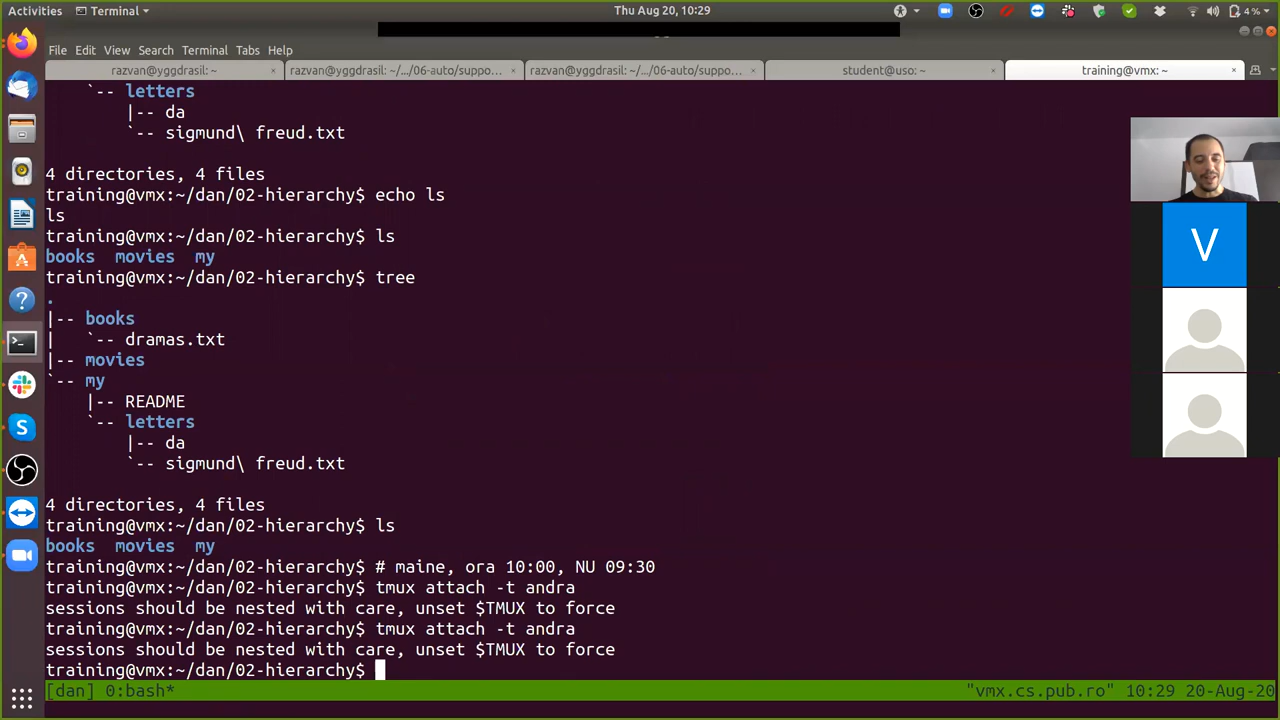 Activities Terminal Thu Aug 20, 10:29 4 %
File Edit View Search Terminal Tabs Help
razvan@yggdrasil: ~ × razvan@yggdrasil: ~/.../06-auto/suppo... × razvan@yggdrasil: ~/.../06-auto/suppo... × student@uso: ~ × training@vmx: ~ ×
`-- letters
|-- da
`-- sigmund\ freud.txt
4 directories, 4 files
training@vmx:~/dan/02-hierarchy$ echo ls
ls
training@vmx:~/dan/02-hierarchy$ ls
books movies my
training@vmx:~/dan/02-hierarchy$ tree
.
|-- books
| `-- dramas.txt
|-- movies
`-- my
|-- README
`-- letters
|-- da
`-- sigmund\ freud.txt
4 directories, 4 files
training@vmx:~/dan/02-hierarchy$ ls
books movies my
training@vmx:~/dan/02-hierarchy$ # maine, ora 10:00, NU 09:30
training@vmx:~/dan/02-hierarchy$ tmux attach -t andra
sessions should be nested with care, unset $TMUX to force
training@vmx:~/dan/02-hierarchy$ tmux attach -t andra
sessions should be nested with care, unset $TMUX to force
training@vmx:~/dan/02-hierarchy$
[dan] 0:bash* "vmx.cs.pub.ro" 10:29 20-Aug-20
V